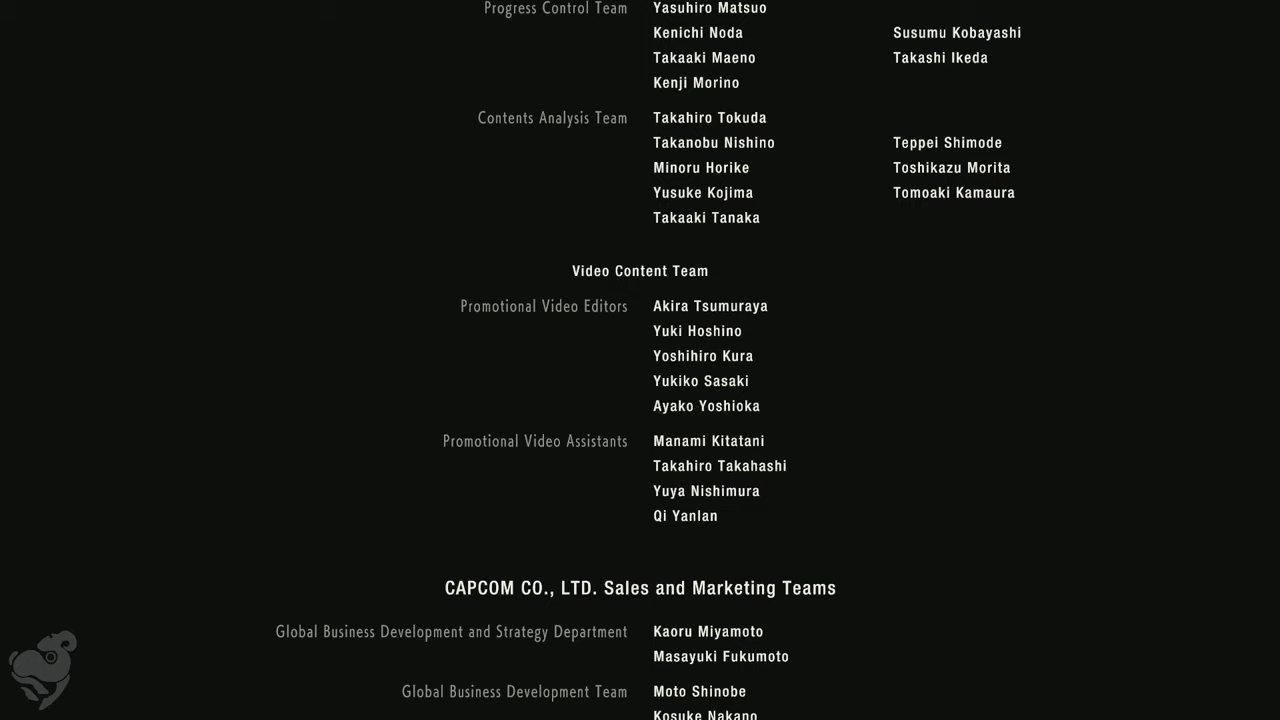 Progress Control Team Yasuhiro Matsuo
Kenichi Noda Susumu Kobayashi
Takaaki Maeno Takashi Ikeda
Kenji Morino
Contents Analysis Team Takahiro Tokuda
Takanobu Nishino Teppei Shimode
Minoru Horike Toshikazu Morita
Yusuke Kojima Tomoaki Kamaura
Takaaki Tanaka
Video Content Team
Promotional Video Editors Akira Tsumuraya
Yuki Hoshino
Yoshihiro Kura
Yukiko Sasaki
Ayako Yoshioka
Promotional Video Assistants Manami Kitatani
Takahiro Takahashi
Yuya Nishimura
Qi Yanlan
CAPCOM CO., LTD. Sales and Marketing Teams
Global Business Development and Strategy Department Kaoru Miyamoto
Masayuki Fukumoto
Global Business Development Team Moto Shinobe
Kosuke Nakano